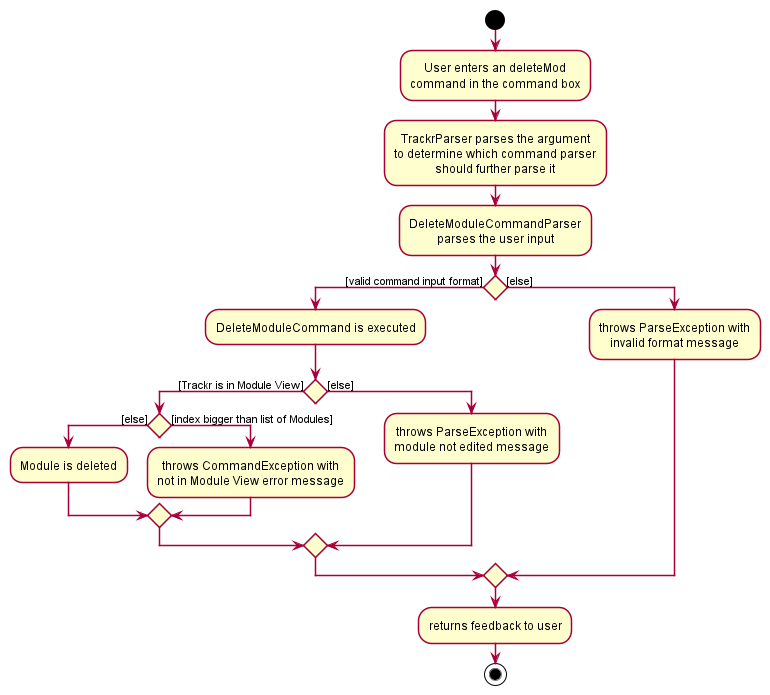 User enters an deleteMod
command in the command box
TrackrParser parses the argument
to determine which command parser
should further parse it
DeleteModuleCommandParser
parses the user input
[valid command input format]
[else]
DeleteModuleCommand is executed
throws ParseException with
invalid format message
[Trackr is in Module View]
[else]
[else]
[index bigger than list of Modules]
Module is deleted
throws CommandException with
not in Module View error message
throws ParseException with
module not edited message
returns feedback to user